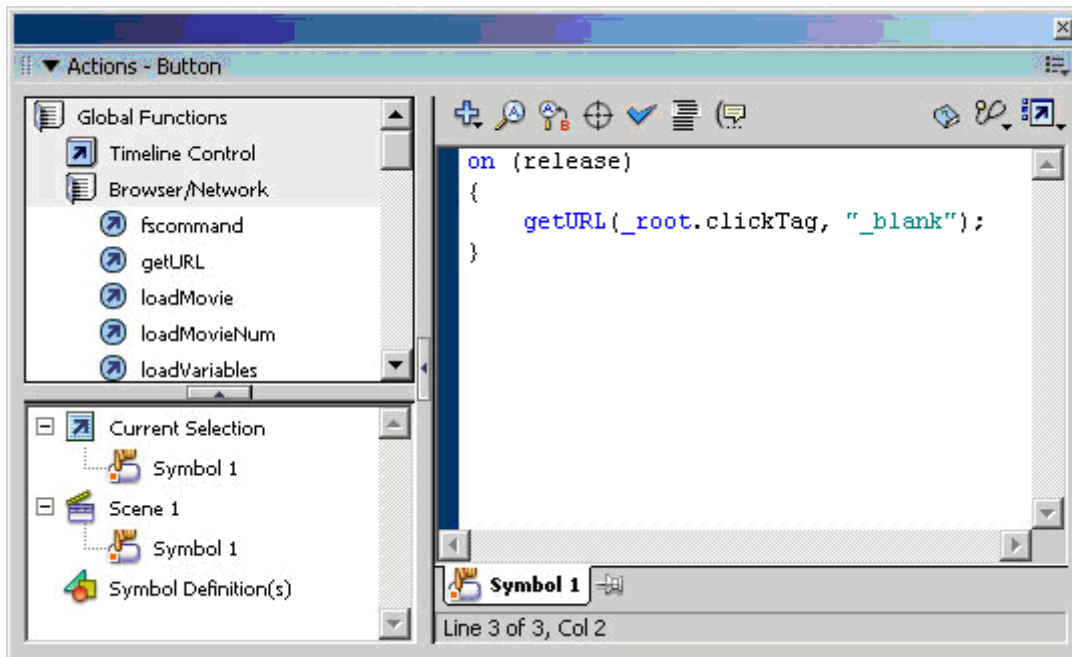 Actions - Button
Global Functions
Timeline Control
Browser/Network
fscommand
getURL
loadMovie
loadMovieNum
loadVariables
Current Selection
Symbol 1
Scene 1
Symbol 1
Symbol Definition(s)
on (release)
{
    getURL(_root.clickTag, "_blank");
}
Symbol 1
Line 3 of 3, Col 2